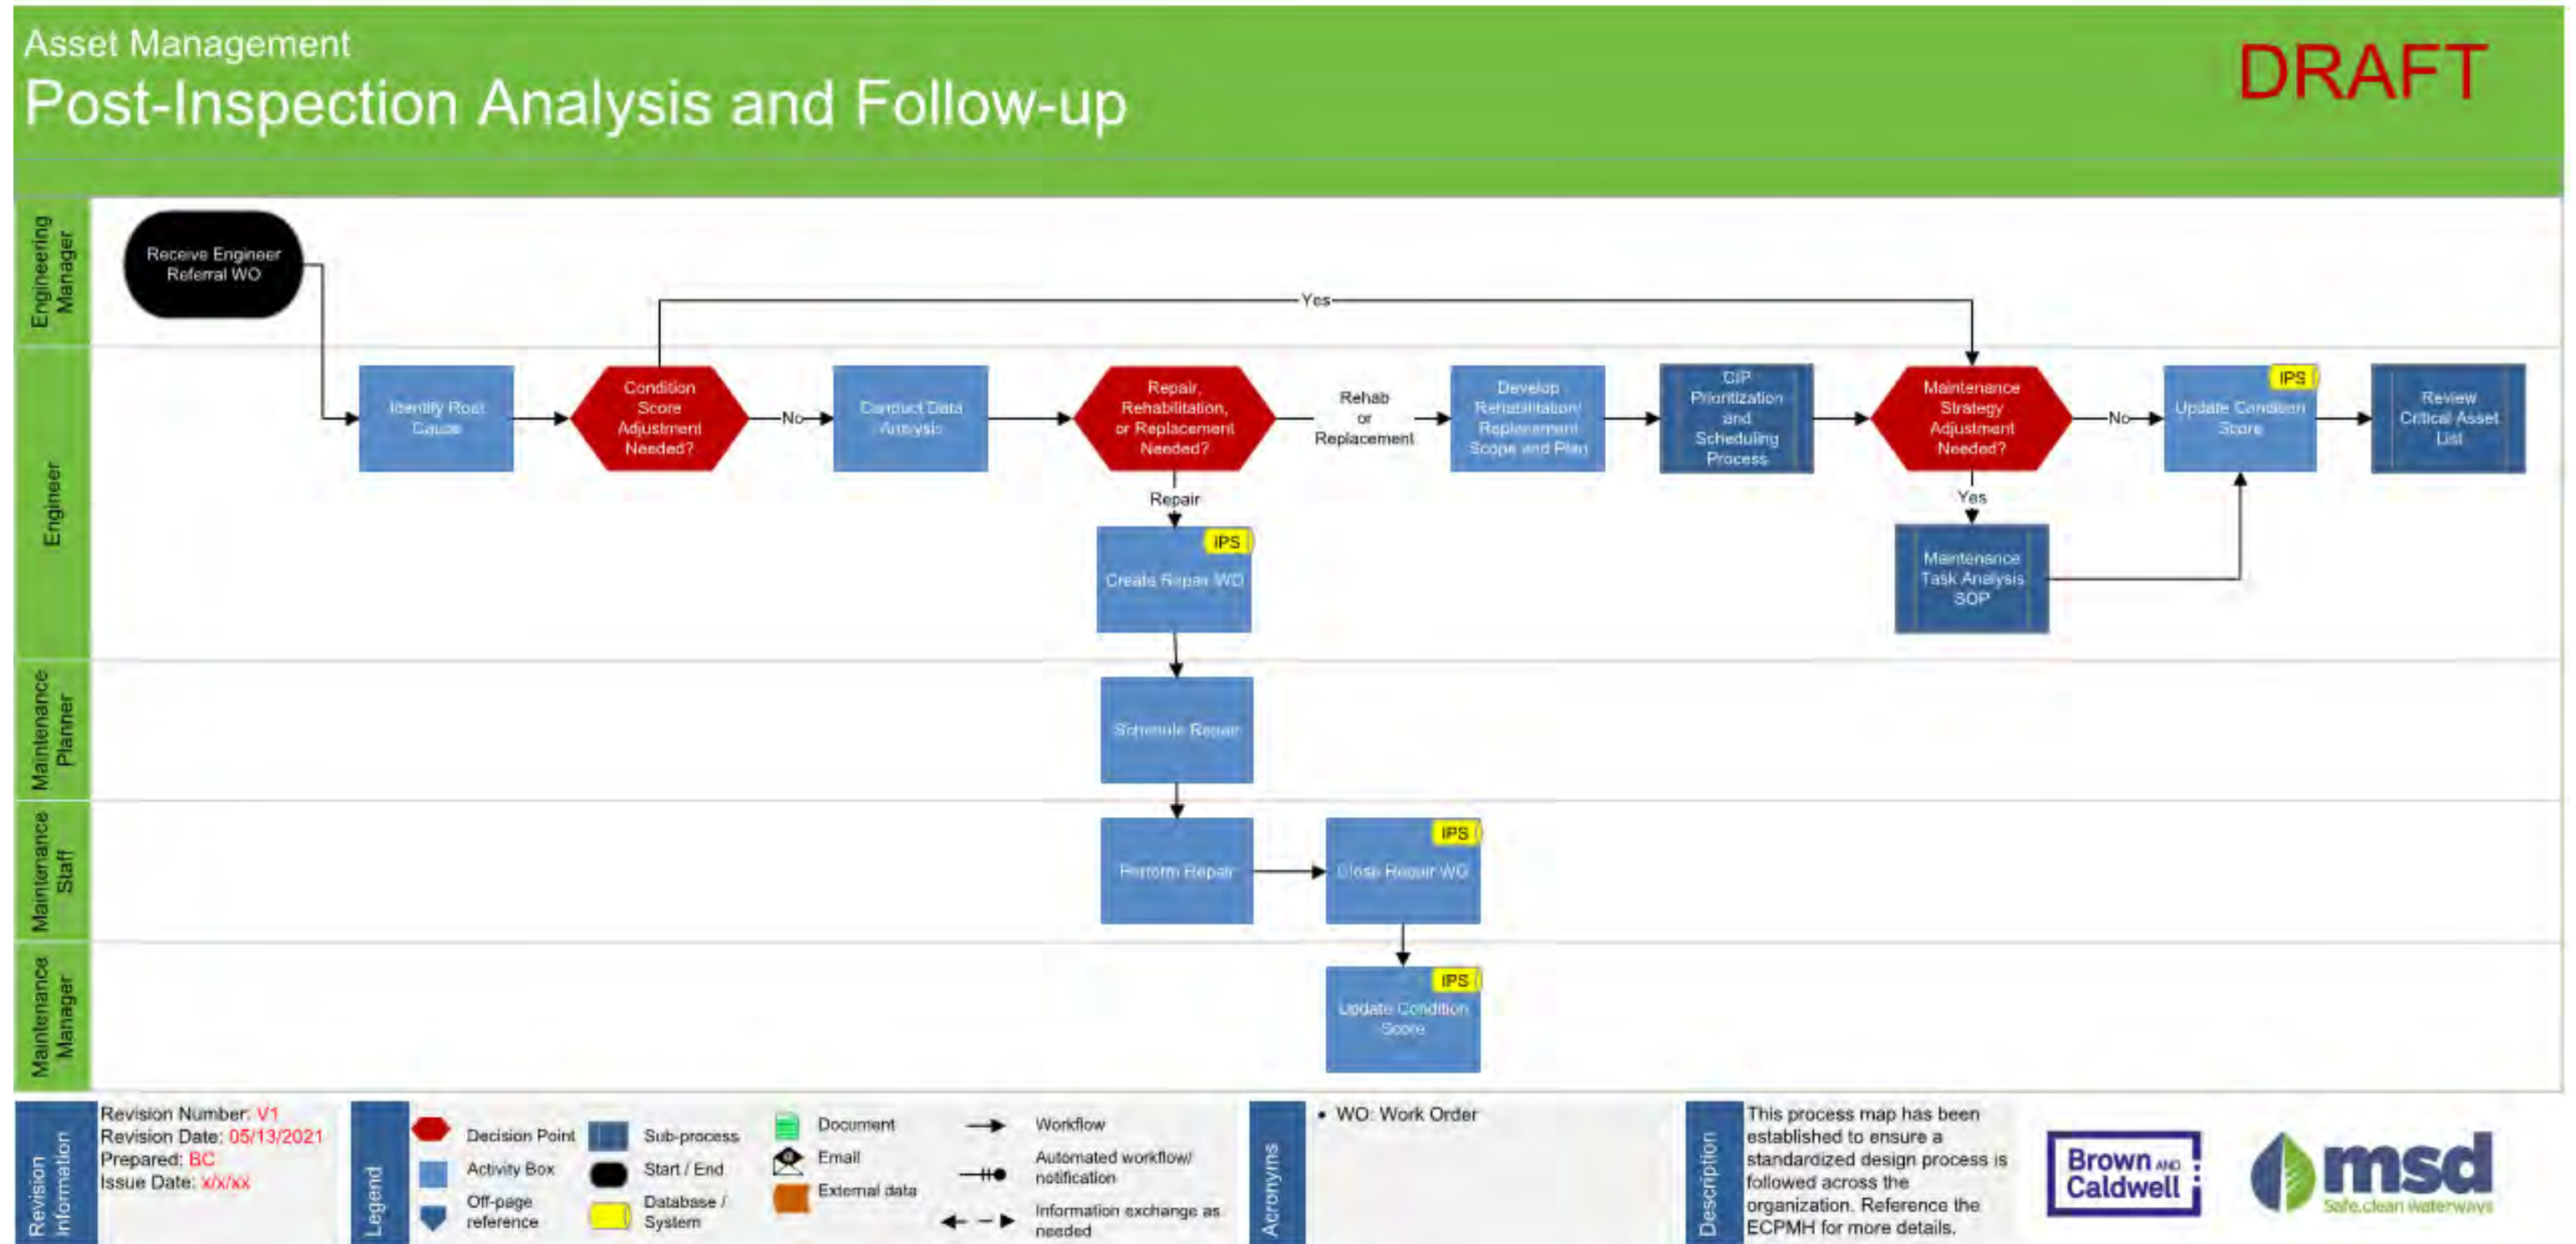 Asset Management
Post-Inspection Analysis and Follow-up
DRAFT
Engineering
Manager
Receive Engineer
Referral WO
Yes
Engineer
Identify Root
Cause
Condition
Score
Adjustment
Needed?
No
Conduct Data
Analysis
Repair,
Rehabilitation,
or Replacement
Needed?
Rehab
or
Replacement
Develop
Rehabilitation/
Replacement
Scope and Plan
CIP
Prioritization
and
Scheduling
Process
Maintenance
Strategy
Adjustment
Needed?
No
IPS
Update Condition
Score
Review
Critical Asset
List
Repair
Yes
IPS
Create Repair WO
Maintenance
Task Analysis
SOP
Maintenance
Planner
Schedule Repair
Maintenance
Staff
Perform Repair
IPS
Close Repair WO
Maintenance
Manager
IPS
Update Condition
Score
Revision
Information
Revision Number: V1
Revision Date: 05/13/2021
Prepared: BC
Issue Date: x/x/xx
Legend
Decision Point
Activity Box
Off-page
reference
Sub-process
Start / End
Database /
System
Document
Email
External data
Workflow
Automated workflow/
notification
Information exchange as
needed
Acronyms
• WO: Work Order
Description
This process map has been
established to ensure a
standardized design process is
followed across the
organization. Reference the
ECPMH for more details.
Brown AND
Caldwell
msd
Safe, clean waterways